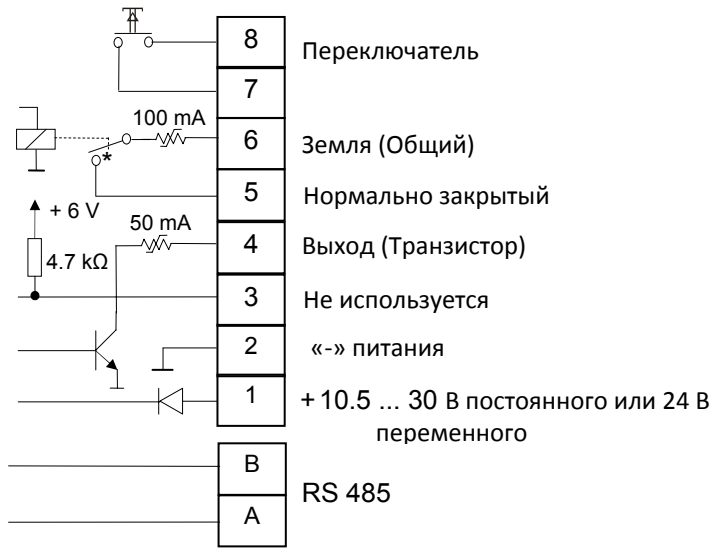 8 Переключатель
7
100 mA
6 Земля (Общий)
*
5 Нормально закрытый
+ 6 V
50 mA
4 Выход (Транзистор)
4.7 kΩ
3 Не используется
2 «-» питания
1 + 10.5 ... 30 В постоянного или 24 В
переменного
B
RS 485
A